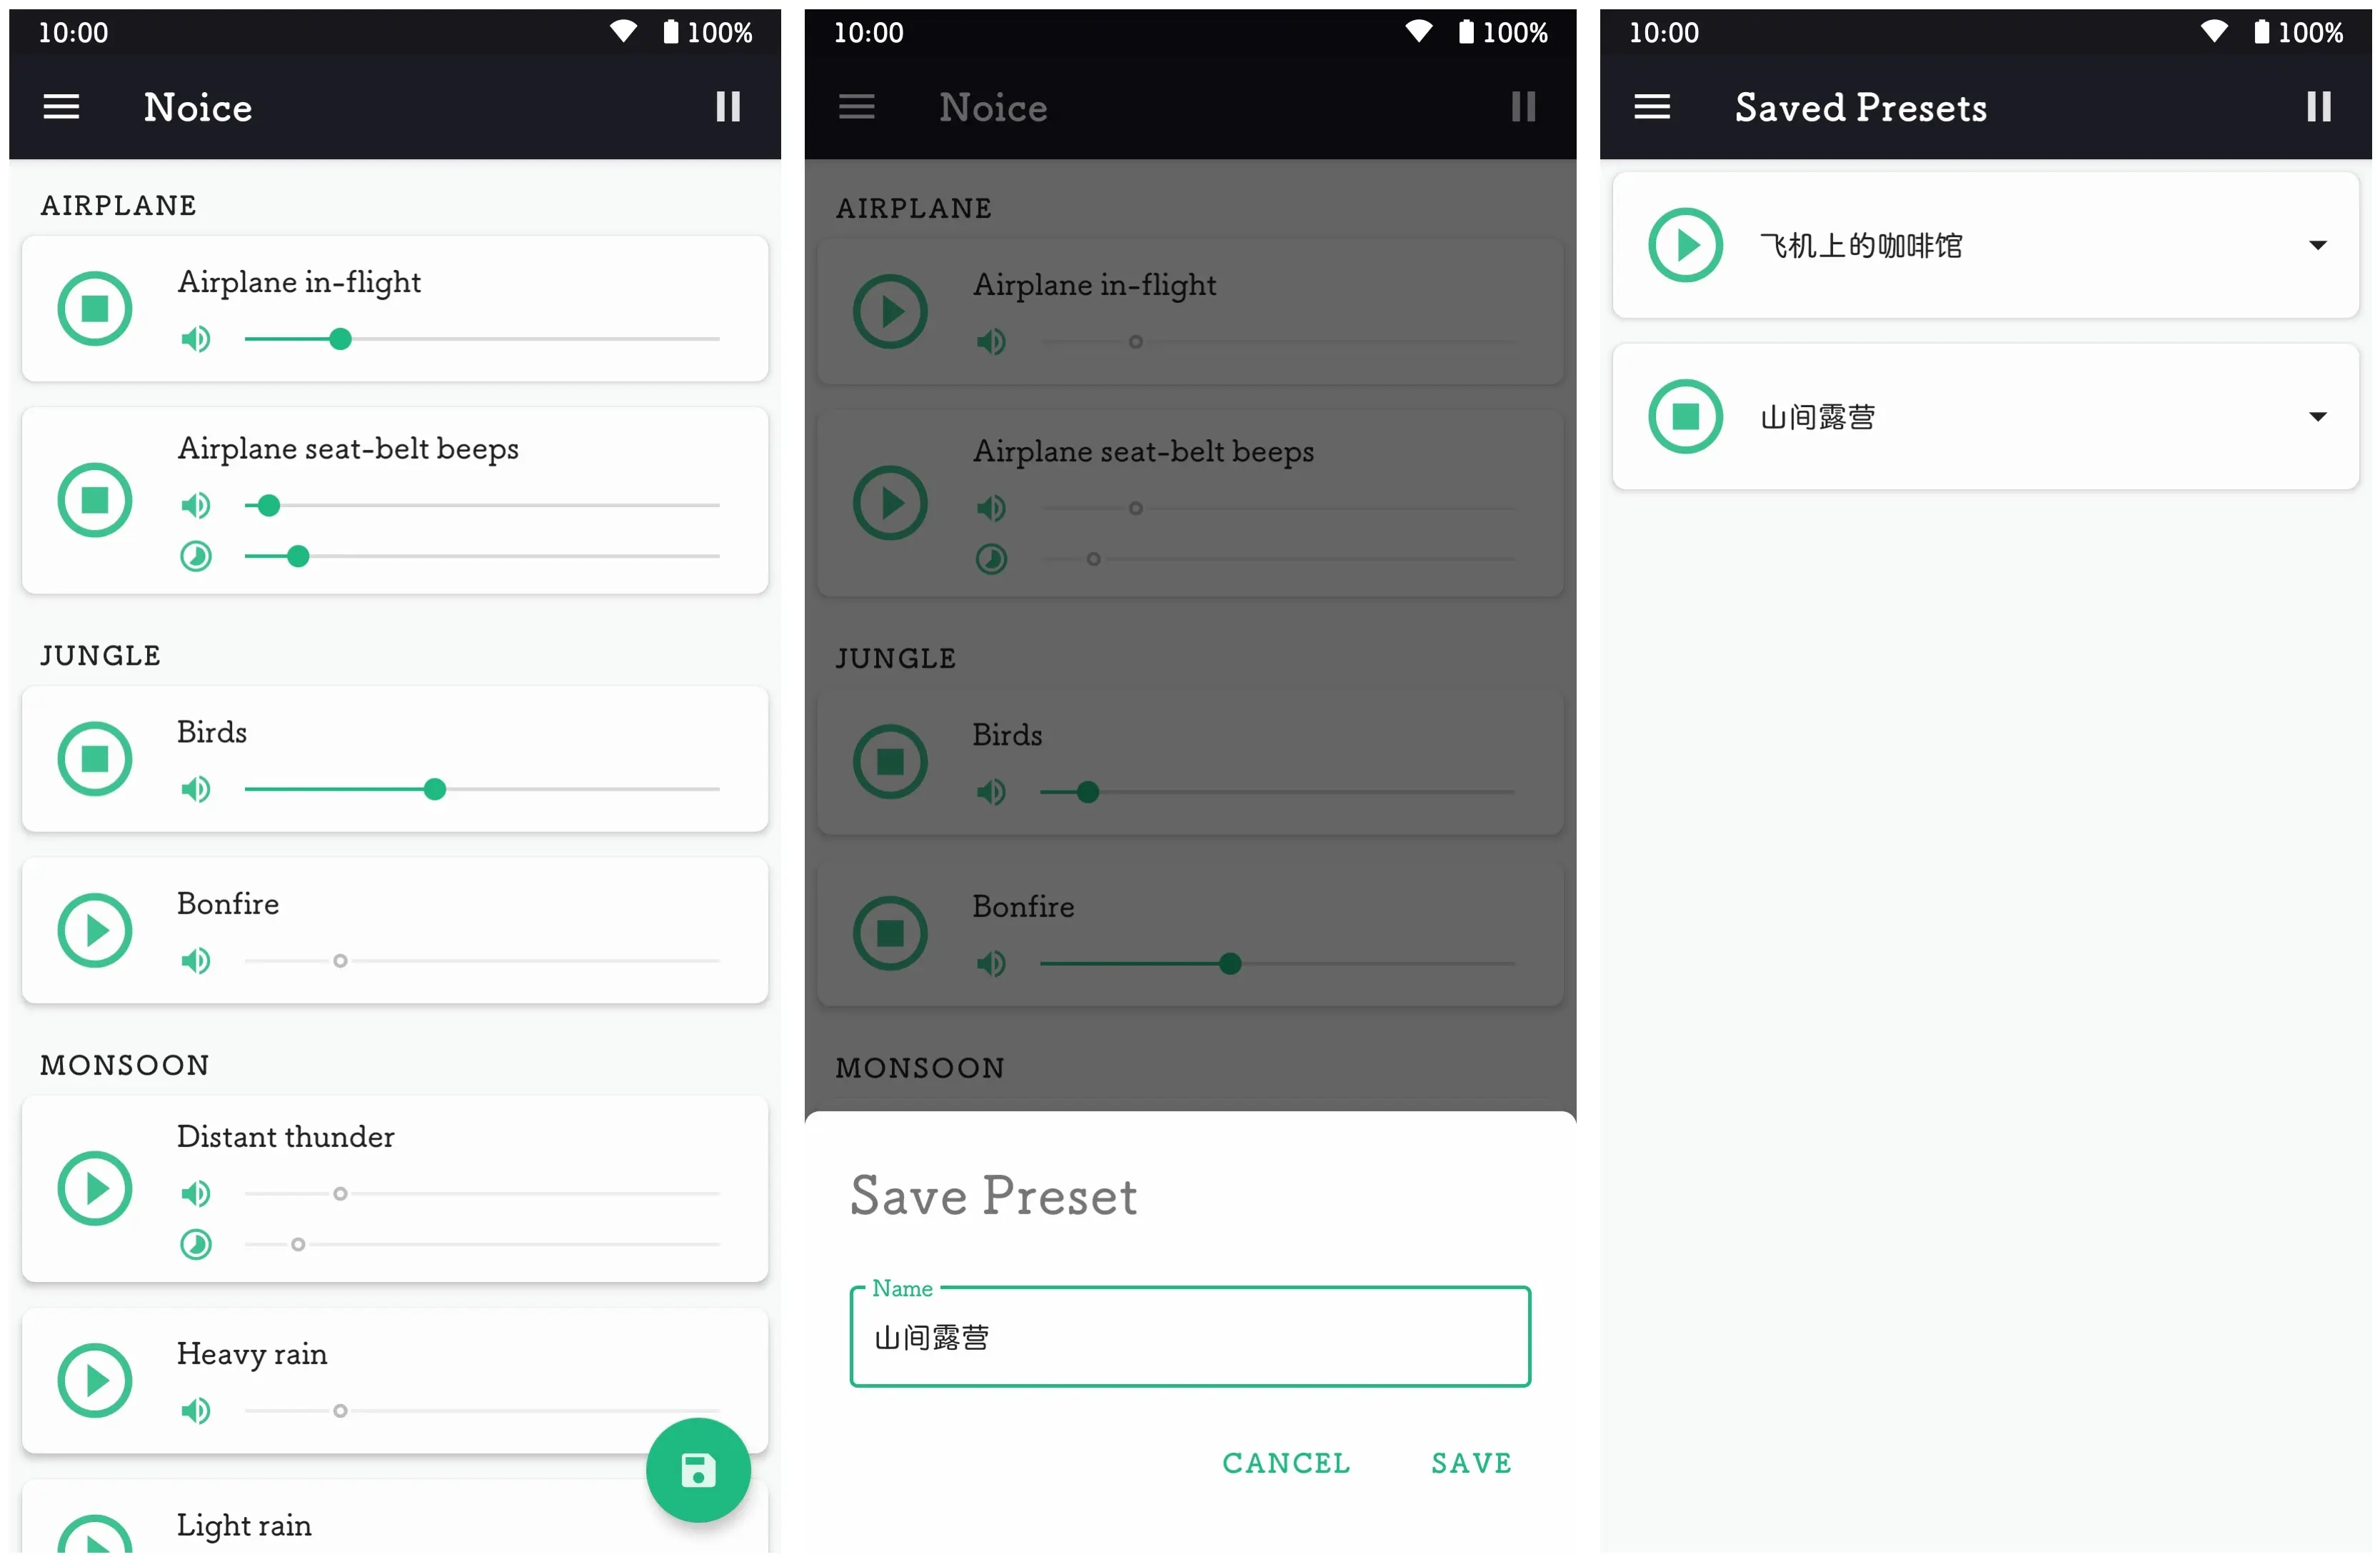 10:00 100%
Noice
AIRPLANE
Airplane in-flight
Airplane seat-belt beeps
JUNGLE
Birds
Bonfire
MONSOON
Distant thunder
Heavy rain
Light rain
10:00 100%
Noice
AIRPLANE
Airplane in-flight
Airplane seat-belt beeps
JUNGLE
Birds
Bonfire
MONSOON
Save Preset
Name
山间露营
CANCEL SAVE
10:00 100%
Saved Presets
飞机上的咖啡馆
山间露营